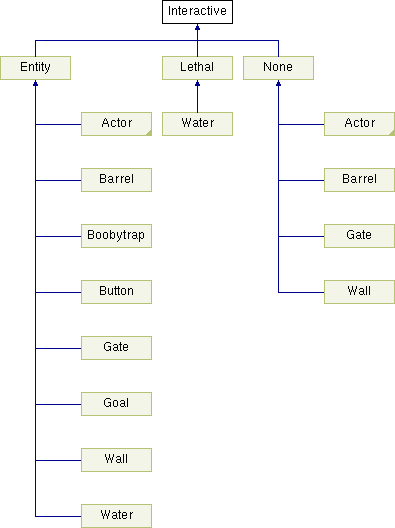 Interactive
Entity
Lethal
None
Actor
Water
Actor
Barrel
Barrel
Boobytrap
Gate
Button
Wall
Gate
Goal
Wall
Water